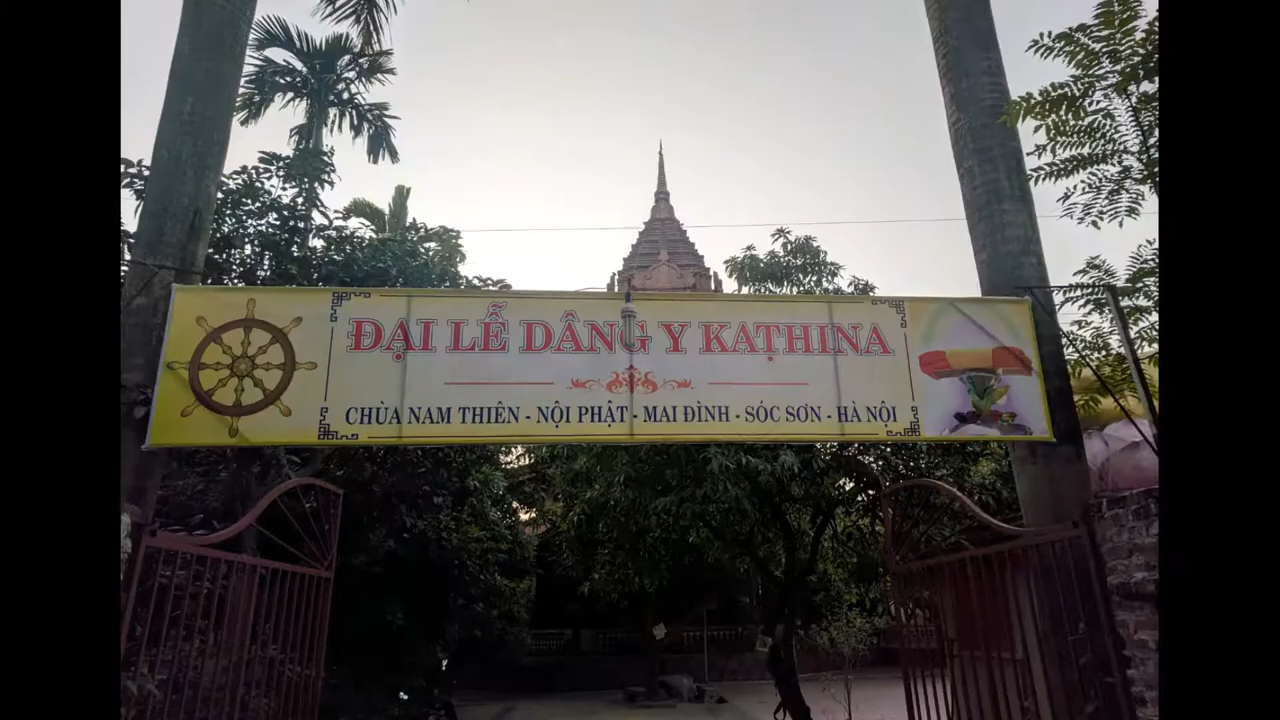 ĐẠI LỄ DÂNG Y KAṬHINA
CHÙA NAM THIÊN - NỘI PHẬT - MAI ĐÌNH - SÓC SƠN - HÀ NỘI